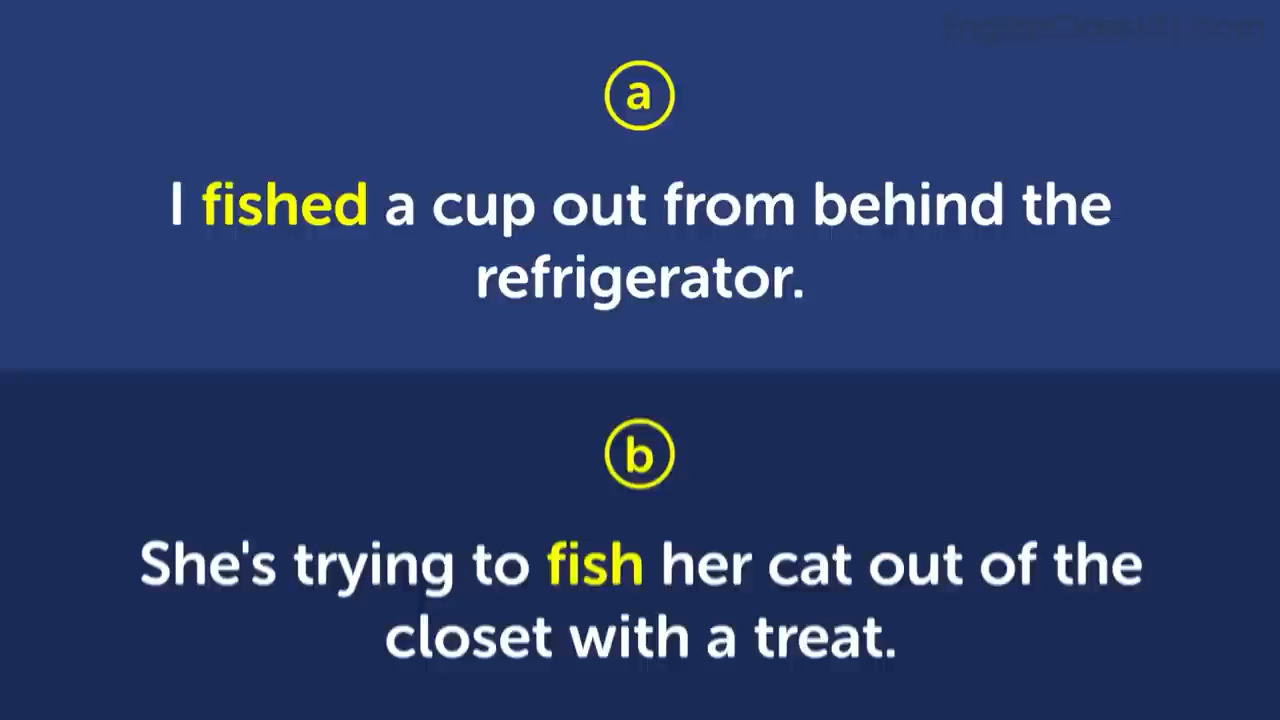 a
I fished a cup out from behind the
refrigerator.
b
She's trying to fish her cat out of the
closet with a treat.